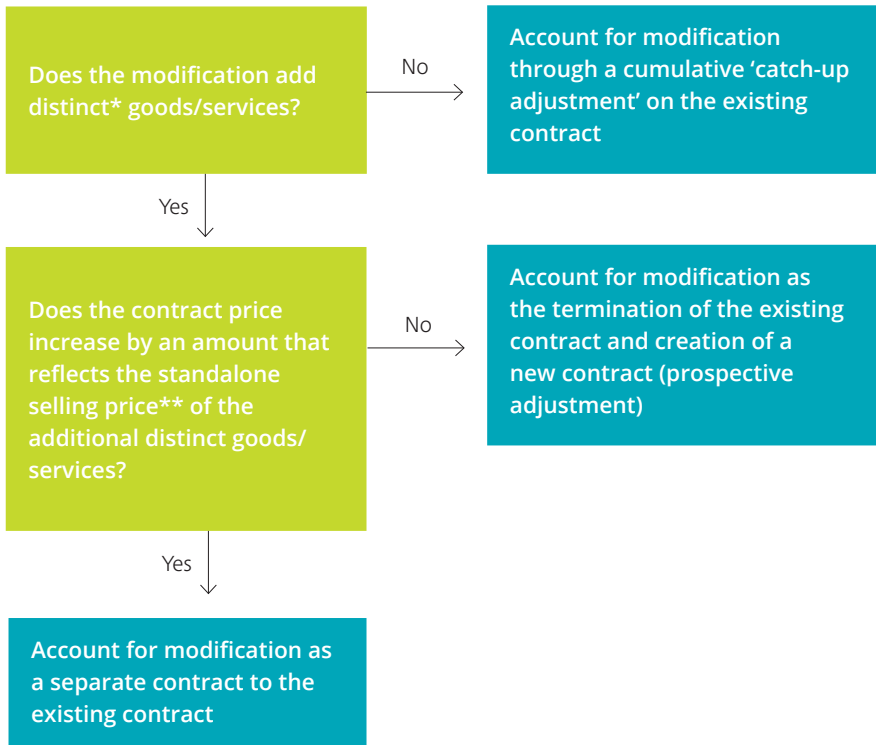 Does the modification add
distinct* goods/services?
No
Account for modification
through a cumulative ‘catch-up
adjustment’ on the existing
contract
Yes
Does the contract price
increase by an amount that
reflects the standalone
selling price** of the
additional distinct goods/
services?
No
Account for modification as
the termination of the existing
contract and creation of a
new contract (prospective
adjustment)
Yes
Account for modification as
a separate contract to the
existing contract